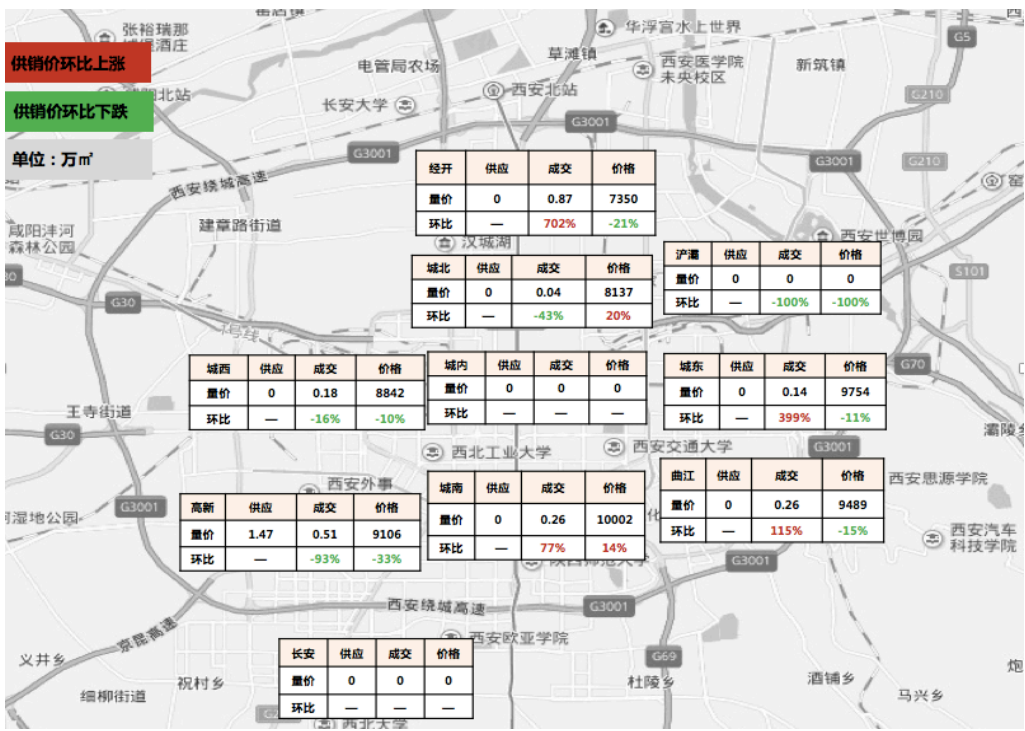 张裕瑞那
华浮宫水上世界
G5
供销价环比上涨
草滩镇
西安医学院
未央校区
新筑镇
电管局农场
供销价环比下跌
长安大学
西安北站
G210
G3001
单位：万㎡
G3001
G3001
G210
西安绕城高速
经开 供应 成交 价格
量价 0 0.87 7350
环比 — 702% -21%
建章路街道
咸阳沣河
森林公园
汉城湖
西安世博园
城北 供应 成交 价格
量价 0 0.04 8137
环比 — -43% 20%
浐灞 供应 成交 价格
量价 0 0 0
环比 — -100% -100%
S101
G30
1号线
城西 供应 成交 价格
量价 0 0.18 8842
环比 — -16% -10%
城内 供应 成交 价格
量价 0 0 0
环比 — — —
城东 供应 成交 价格
量价 0 0.14 9754
环比 — 399% -11%
G70
王寺街道
G30
西北工业大学
西安交通大学
G3001
西安外事
G3001
高新 供应 成交 价格
量价 1.47 0.51 9106
环比 — -93% -33%
城南 供应 成交 价格
量价 0 0.26 10002
环比 — 77% 14%
曲江 供应 成交 价格
量价 0 0.26 9489
环比 — 115% -15%
西安思源学院
西安汽车
科技学院
G3001
西安绕城高速
G3001
京昆高速
西安欧亚学院
长安 供应 成交 价格
量价 0 0 0
环比 — — —
G69
义井乡
祝村乡
细柳街道
杜陵乡
酒铺乡
马兴乡
西北大学